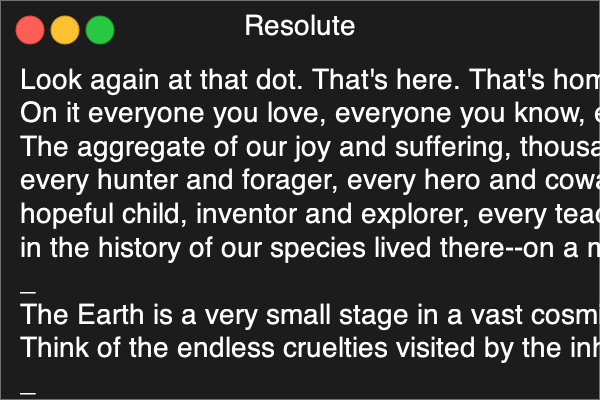 Resolute
Look again at that dot. That's here. That's hom
On it everyone you love, everyone you know, e
The aggregate of our joy and suffering, thousa
every hunter and forager, every hero and cowa
hopeful child, inventor and explorer, every teac
in the history of our species lived there--on a m
_
The Earth is a very small stage in a vast cosmi
Think of the endless cruelties visited by the inh
_